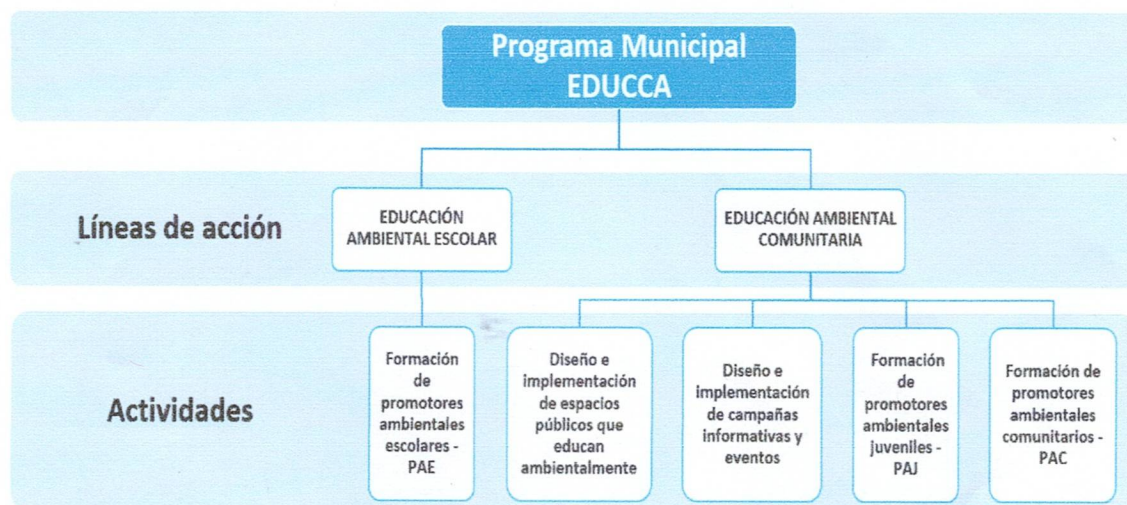 Programa Municipal
EDUCCA
Líneas de acción
EDUCACIÓN
AMBIENTAL ESCOLAR
EDUCACIÓN AMBIENTAL
COMUNITARIA
Actividades
Formación
de
promotores
ambientales
escolares -
PAE
Diseño e
implementación
de espacios
públicos que
educan
ambientalmente
Diseño e
implementación
de campañas
informativas y
eventos
Formación
de
promotores
ambientales
juveniles -
PAJ
Formación de
promotores
ambientales
comunitarios -
PAC